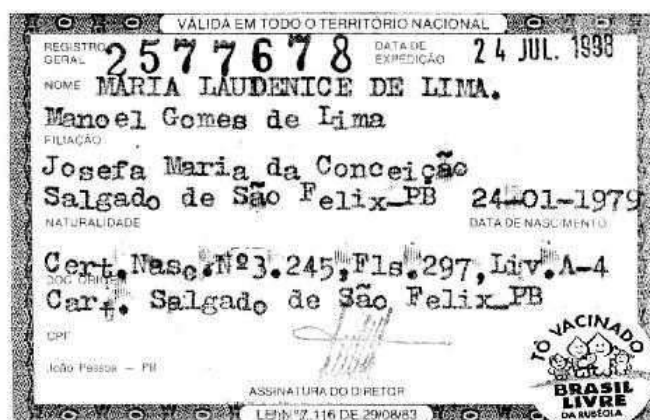 VÁLIDA EM TODO O TERRITÓRIO NACIONAL
REGISTRO GERAL 2577678 DATA DE EXPEDIÇÃO 24 JUL. 1998
NOME MARIA LAUDENICE DE LIMA.
Manoel Gomes de Lima
FILIAÇÃO
Josefa Maria da Conceição
Salgado de São Felix_PB 24-01-1979
NATURALIDADE DATA DE NASCIMENTO
Cert.Nasc.Nº3.245,Fls.297,Liv.A-4
DOC ORIGEM
Cart. Salgado de São Felix_PB
CPF
João Pessoa - PB
ASSINATURA DO DIRETOR
LEI Nº 7.116 DE 29/08/83
TÔ VACINADO
BRASIL
LIVRE
DA RUBÉOLA